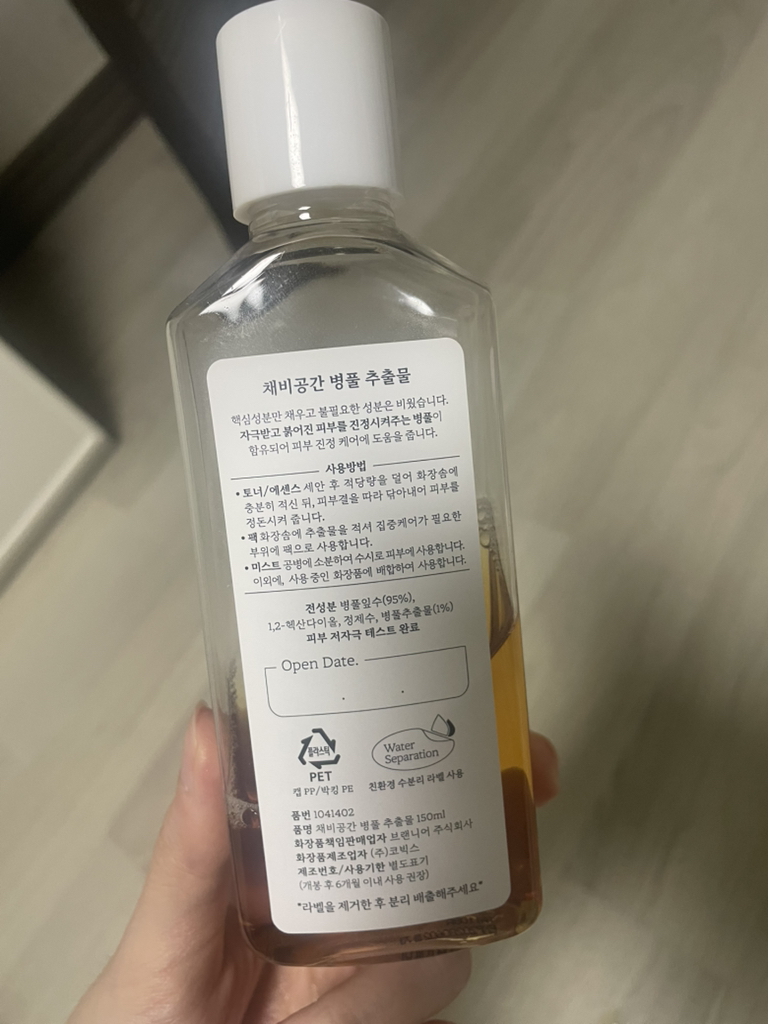 채비공간 병풀 추출물
핵심성분만 채우고 불필요한 성분은 비웠습니다.
자극받고 붉어진 피부를 진정시켜주는 병풀이
함유되어 피부 진정 케어에 도움을 줍니다.
사용방법
• 토너/에센스 세안 후 적당량을 덜어 화장솜에
충분히 적신 뒤, 피부결을 따라 닦아내어 피부를
정돈시켜 줍니다.
• 팩 화장솜에 추출물을 적셔 집중케어가 필요한
부위에 팩으로 사용합니다.
• 미스트 공병에 소분하여 수시로 피부에 사용합니다.
이외에, 사용 중인 화장품에 배합하여 사용합니다.
전성분 병풀잎수(95%),
1,2-헥산다이올, 정제수, 병풀추출물(1%)
피부 저자극 테스트 완료
Open Date.
. .
플라스틱
PET
캡 PP/박킹 PE
Water
Separation
친환경 수분리 라벨 사용
품번 1041402
품명 채비공간 병풀 추출물 150ml
화장품책임판매업자 브랜니어 주식회사
화장품제조업자 (주)코빅스
제조번호/사용기한 별도표기
(개봉 후 6개월 이내 사용 권장)
*라벨을 제거한 후 분리 배출해주세요*